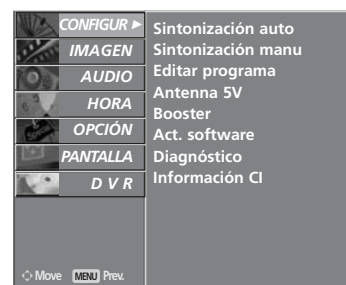 CONFIGUR ►
IMAGEN
AUDIO
HORA
OPCIÓN
PANTALLA
D V R
Sintonización auto
Sintonización manu
Editar programa
Antenna 5V
Booster
Act. software
Diagnóstico
Información CI
Move MENU Prev.